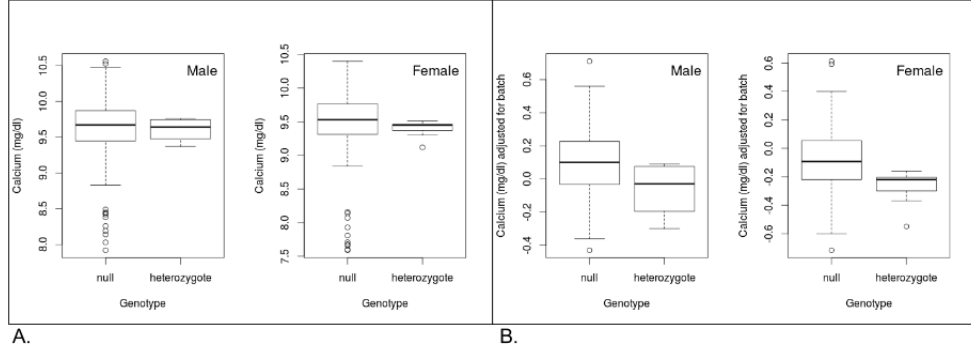 Male
Calcium (mg/dl)
10.5
10.0
9.5
9.0
8.5
8.0
null heterozygote
Genotype
Female
Calcium (mg/dl)
10.5
10.0
9.5
9.0
8.5
8.0
7.5
null heterozygote
Genotype
A.
Male
Calcium (mg/dl) adjusted for batch
0.6
0.4
0.2
0.0
-0.2
-0.4
null heterozygote
Genotype
Female
Calcium (mg/dl) adjusted for batch
0.6
0.4
0.2
0.0
-0.2
-0.4
-0.6
null heterozygote
Genotype
B.